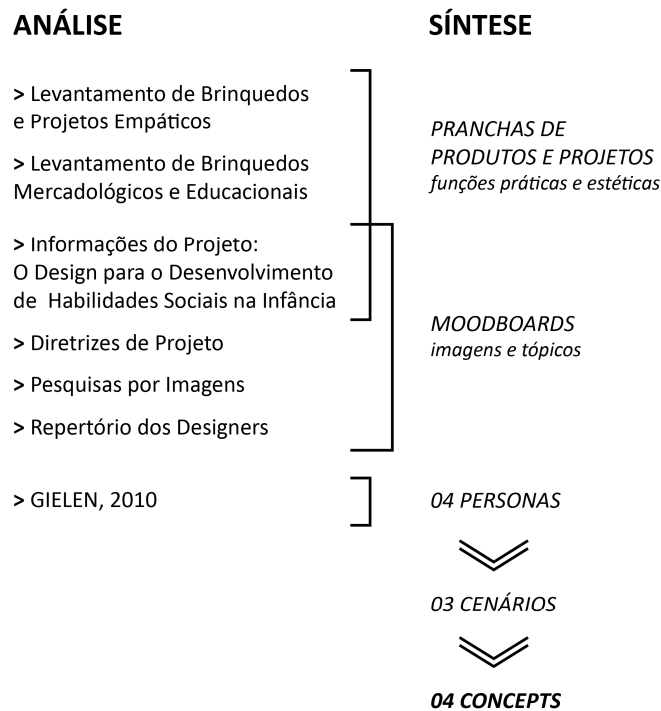 ANÁLISE
> Levantamento de Brinquedos
e Projetos Empáticos
> Levantamento de Brinquedos
Mercadológicos e Educacionais
> Informações do Projeto:
O Design para o Desenvolvimento
de Habilidades Sociais na Infância
> Diretrizes de Projeto
> Pesquisas por Imagens
> Repertório dos Designers
> GIELEN, 2010
SÍNTESE
PRANCHAS DE
PRODUTOS E PROJETOS
funções práticas e estéticas
MOODBOARDS
imagens e tópicos
04 PERSONAS
03 CENÁRIOS
04 CONCEPTS